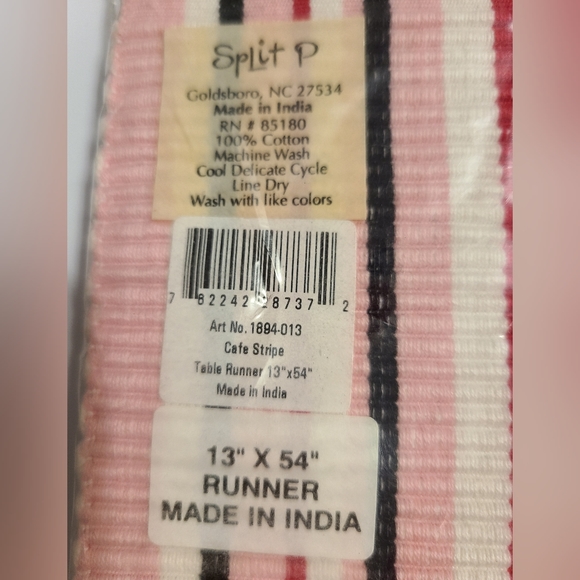 Split P
Goldsboro, NC 27534
Made in India
RN # 85180
100% Cotton
Machine Wash
Cool Delicate Cycle
Line Dry
Wash with like colors
7 82242 28737 2
Art No. 1894-013
Cafe Stripe
Table Runner 13"x54"
Made in India
13" X 54"
RUNNER
MADE IN INDIA